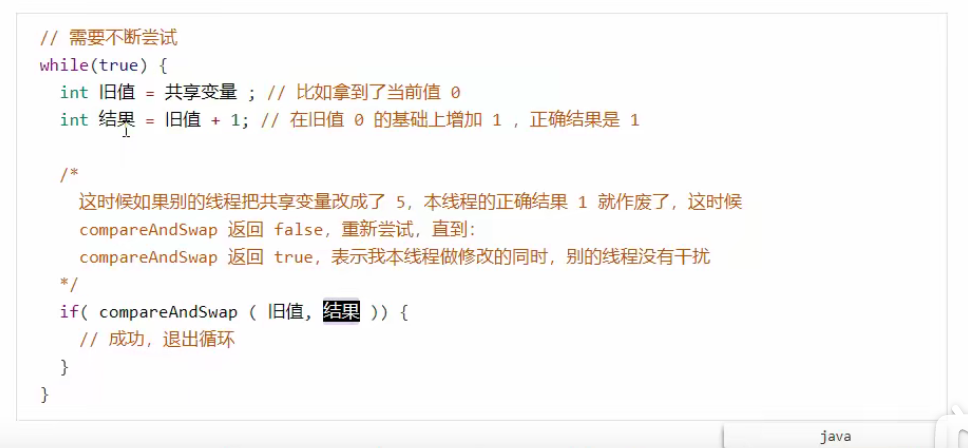 // 需要不断尝试
while(true) {
int 旧值 = 共享变量 ; // 比如拿到了当前值 0
int 结果 = 旧值 + 1; // 在旧值 0 的基础上增加 1 ，正确结果是 1
/*
这时候如果别的线程把共享变量改成了 5，本线程的正确结果 1 就作废了，这时候
compareAndSwap 返回 false，重新尝试，直到：
compareAndSwap 返回 true，表示我本线程做修改的同时，别的线程没有干扰
*/
if( compareAndSwap ( 旧值, 结果 )) {
// 成功，退出循环
}
}
java